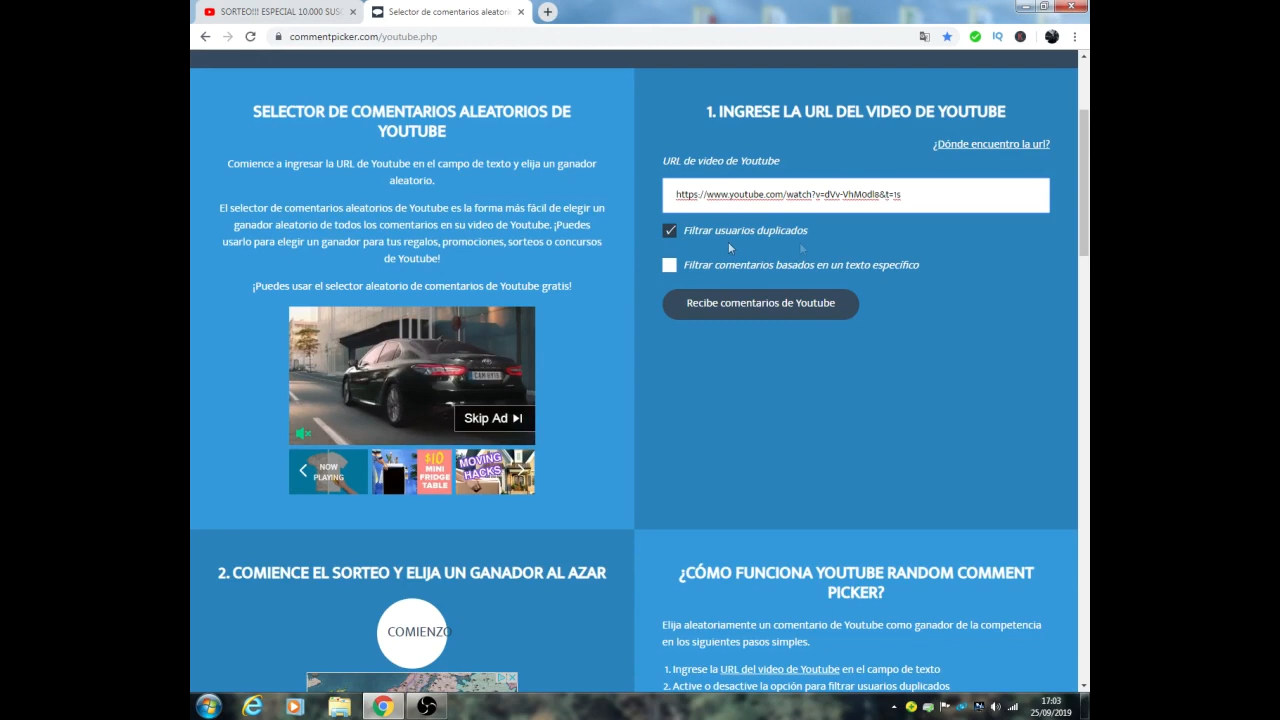 SORTEO!!! ESPECIAL 10.000 SUSC
Selector de comentarios aleatorio
commentpicker.com/youtube.php
SELECTOR DE COMENTARIOS ALEATORIOS DE
YOUTUBE
Comience a ingresar la URL de Youtube en el campo de texto y elija un ganador
aleatorio.
El selector de comentarios aleatorios de Youtube es la forma más fácil de elegir un
ganador aleatorio de todos los comentarios en su video de Youtube. ¡Puedes
usarlo para elegir un ganador para tus regalos, promociones, sorteos o concursos
de Youtube!
¡Puedes usar el selector aleatorio de comentarios de Youtube gratis!
Skip Ad
NOW
PLAYING
$10
MINI
FRIDGE
TABLE
MOVING
HACKS
1. INGRESE LA URL DEL VIDEO DE YOUTUBE
¿Dónde encuentro la url?
URL de video de Youtube
https://www.youtube.com/watch?v=dVv-VhModl8&t=1s
Filtrar usuarios duplicados
Filtrar comentarios basados en un texto específico
Recibe comentarios de Youtube
2. COMIENCE EL SORTEO Y ELIJA UN GANADOR AL AZAR
COMIENZO
¿CÓMO FUNCIONA YOUTUBE RANDOM COMMENT
PICKER?
Elija aleatoriamente un comentario de Youtube como ganador de la competencia
en los siguientes pasos simples.
1. Ingrese la URL del video de Youtube en el campo de texto
2. Active o desactive la opción para filtrar usuarios duplicados
17:03
25/09/2019